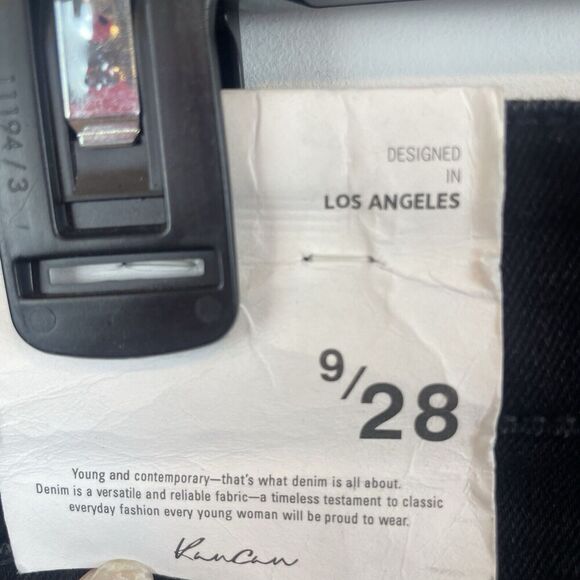 11194/3
DESIGNED
IN
LOS ANGELES
9/28
Young and contemporary—that's what denim is all about.
Denim is a versatile and reliable fabric—a timeless testament to classic
everyday fashion every young woman will be proud to wear.
KanCan